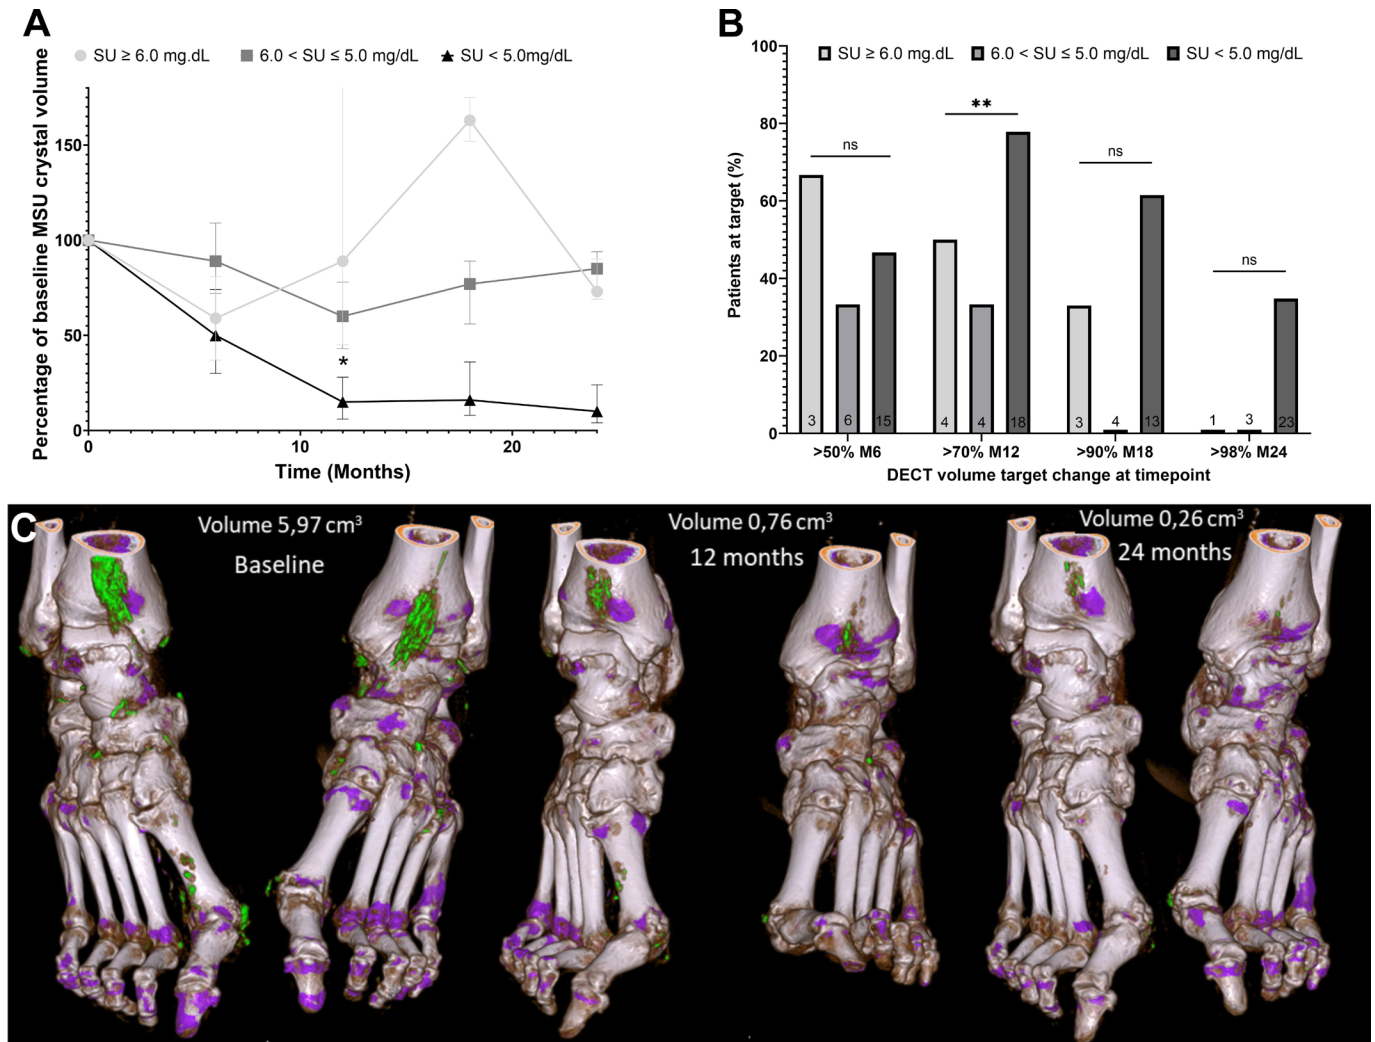 A
SU ≥ 6.0 mg.dL
6.0 < SU ≤ 5.0 mg/dL
SU < 5.0mg/dL
Percentage of baseline MSU crystal volume
150
100
50
0
*
0
10
20
Time (Months)
B
SU ≥ 6.0 mg.dL
6.0 < SU ≤ 5.0 mg/dL
SU < 5.0 mg/dL
Patients at target (%)
100
80
60
40
20
0
ns
**
ns
ns
3
6
15
4
4
18
3
4
13
1
3
23
>50% M6
>70% M12
>90% M18
>98% M24
DECT volume target change at timepoint
C
Volume 5,97 cm³
Baseline
Volume 0,76 cm³
12 months
Volume 0,26 cm³
24 months